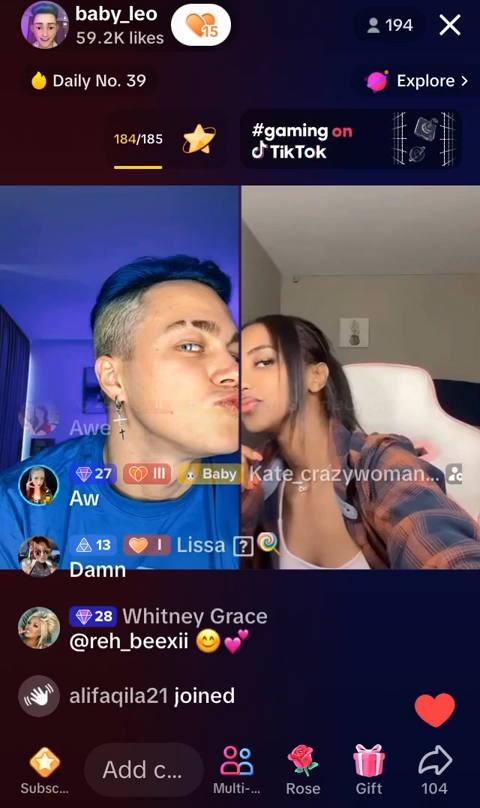 baby_leo
59.2K likes
15
194
Daily No. 39
Explore >
184/185
#gaming on
TikTok
Awe
27 III Baby Kate_crazywoman...
Aw
13 I Lissa ?
Damn
28 Whitney Grace
@reh_beexii 😊 💕
alifaqila21 joined
Subsc...
Add c...
Multi-...
Rose
Gift
104